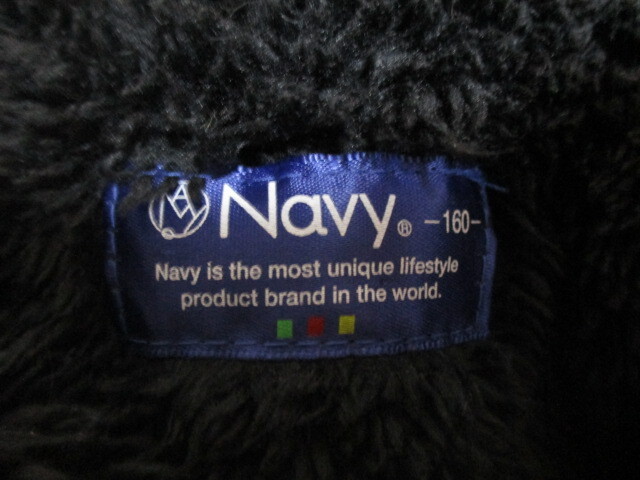 Navy® -160-
Navy is the most unique lifestyle
product brand in the world.